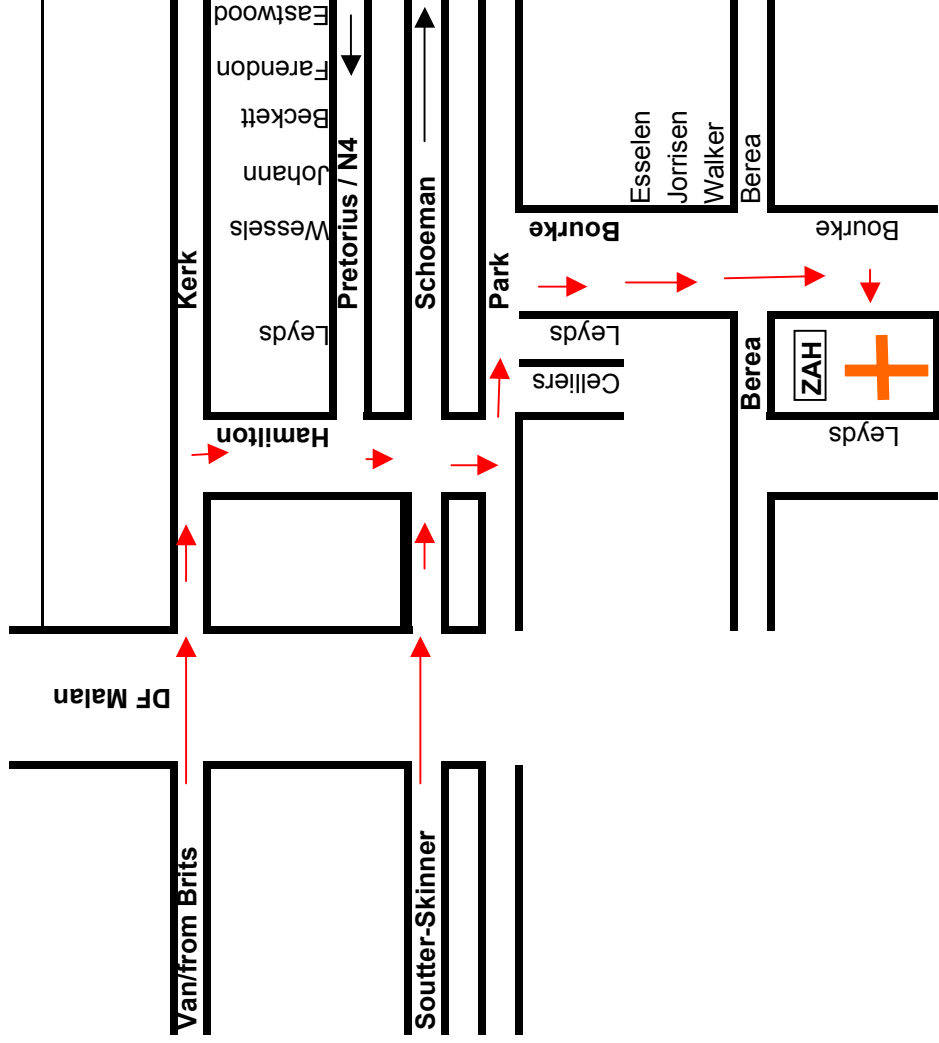 Eastwood
Farendon
Beckett
Johann
Wessels
Leyds
Hamilton
DF Malan
Kerk
Van/from Brits
Pretorius / N4
Schoeman
Soutter-Skinner
Park
Bourke
Leyds
Celliers
Esselen
Jorrisen
Walker
Berea
Berea
Bourke
ZAH
Leyds